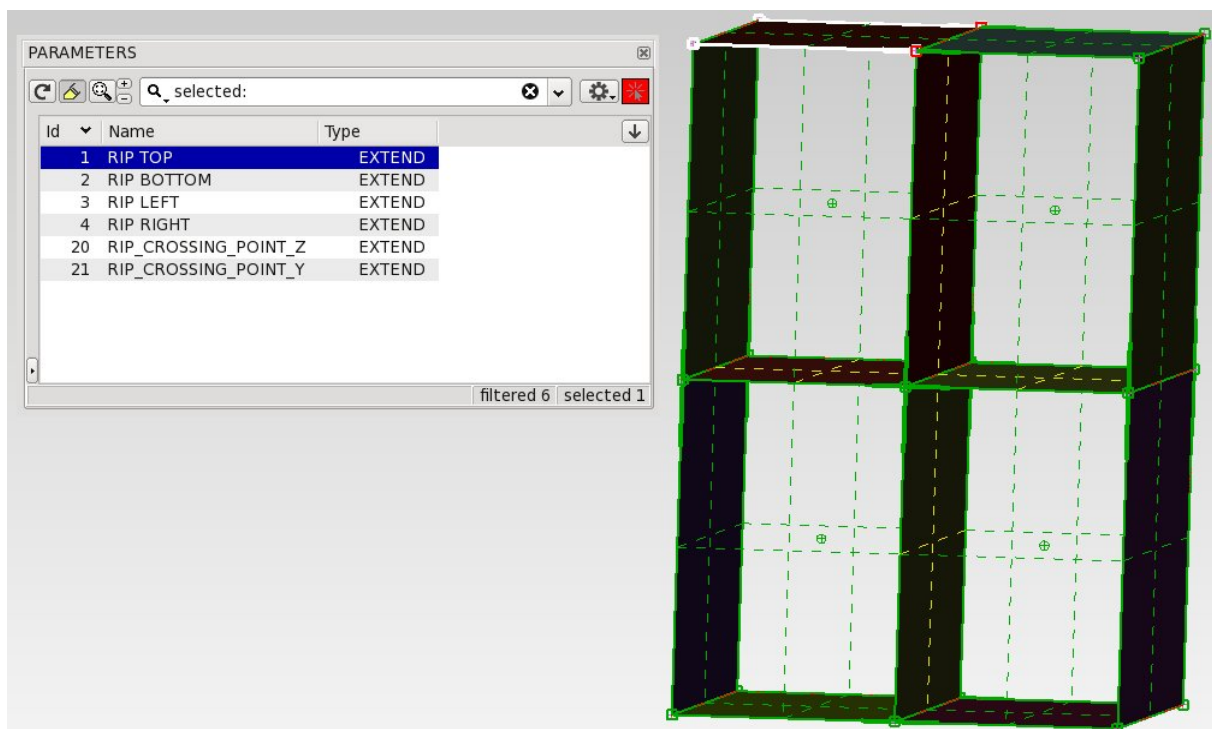 PARAMETERS
selected:
Id Name Type
1 RIP TOP EXTEND
2 RIP BOTTOM EXTEND
3 RIP LEFT EXTEND
4 RIP RIGHT EXTEND
20 RIP_CROSSING_POINT_Z EXTEND
21 RIP_CROSSING_POINT_Y EXTEND
filtered 6 selected 1